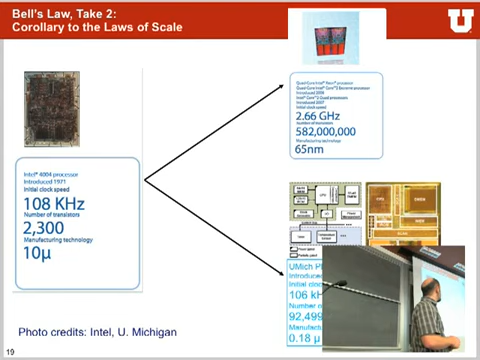 Bell's Law, Take 2:
Corollary to the Laws of Scale
U
Intel® 4004 processor
Introduced 1971
Initial clock speed
108 KHz
Number of transistors
2,300
Manufacturing technology
10µ
Quad-Core Intel® Xeon® processor
Quad-Core Intel® Core™2 Extreme processor
Introduced 2006
Intel® Core™2 Quad processors
Introduced 2007
Initial clock speed
2.66 GHz
Number of transistors
582,000,000
Manufacturing technology
65nm
UMich
Initial clock
106 kH
Number o
92,499
Manufactu
0.18 µ
Photo credits: Intel, U. Michigan
19